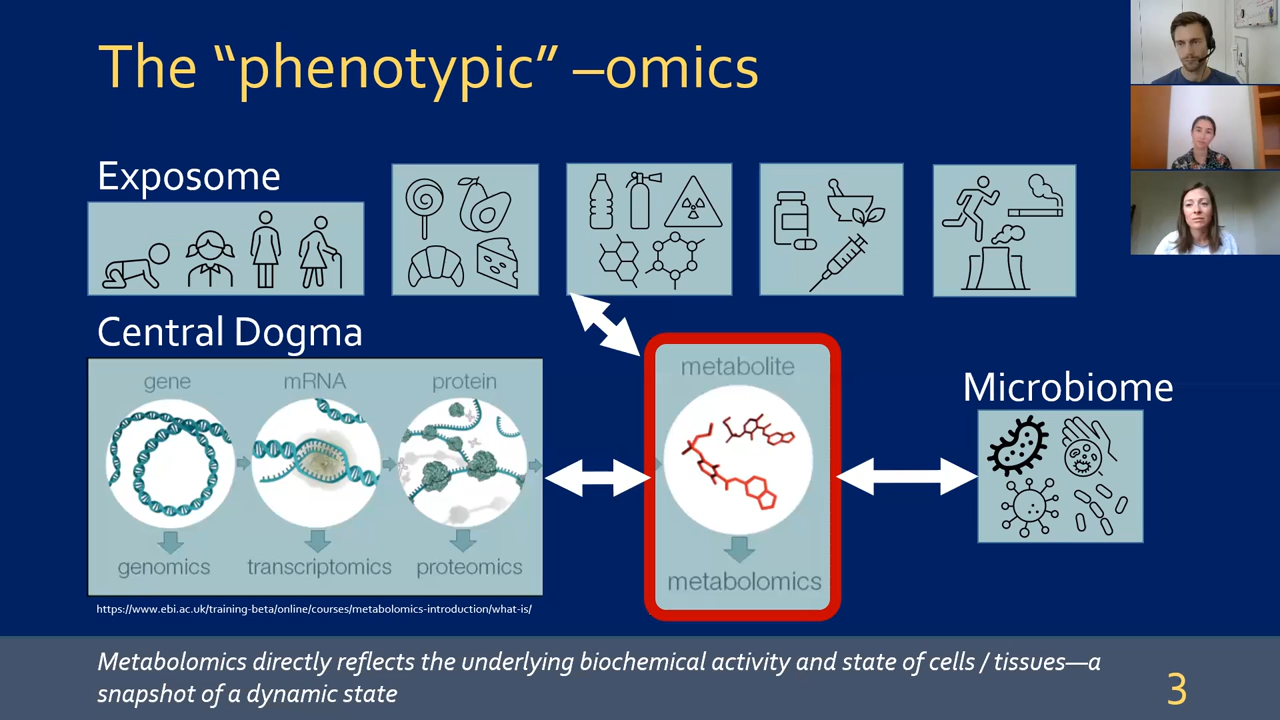 The “phenotypic” –omics
Exposome
Central Dogma
gene
mRNA
protein
genomics
transcriptomics
proteomics
https://www.ebi.ac.uk/training-beta/online/courses/metabolomics-introduction/what-is/
metabolite
metabolomics
Microbiome
Metabolomics directly reflects the underlying biochemical activity and state of cells / tissues—a
snapshot of a dynamic state
3